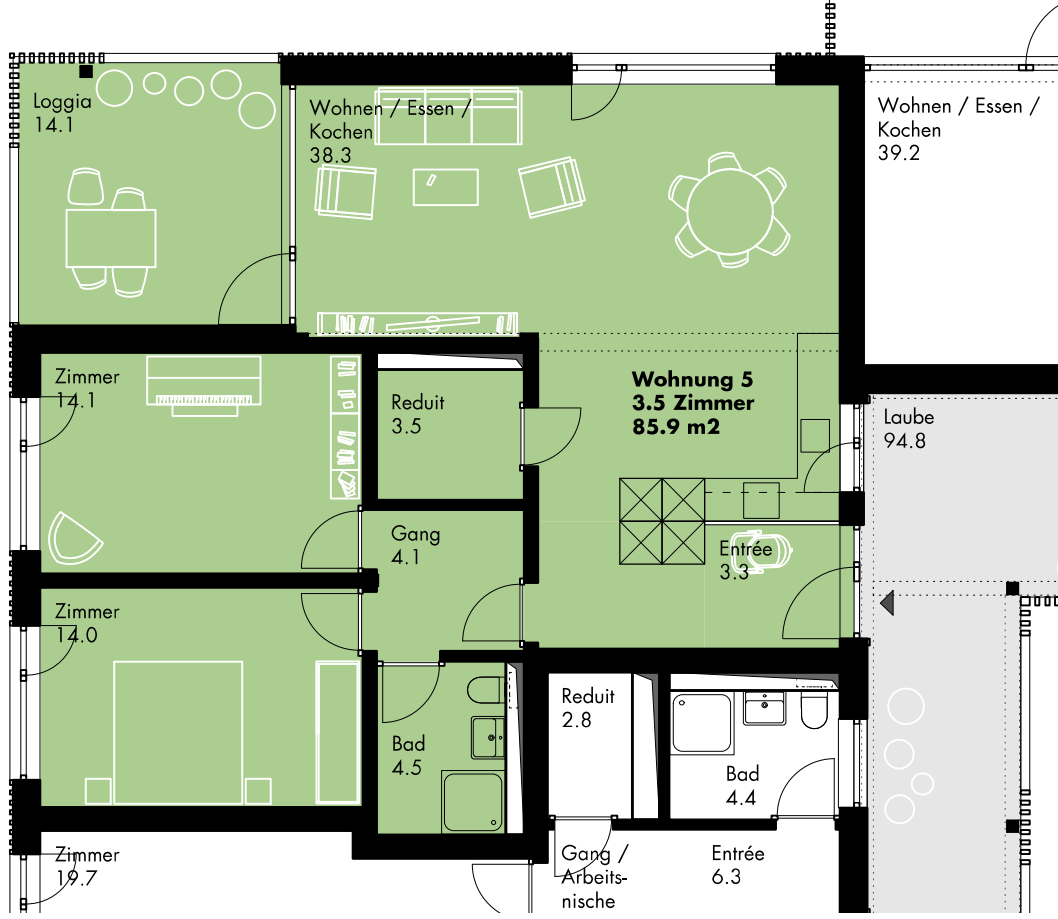 Loggia
14.1
Wohnen / Essen /
Kochen
38.3
Wohnen / Essen /
Kochen
39.2
Zimmer
14.1
Reduit
3.5
Wohnung 5
3.5 Zimmer
85.9 m2
Laube
94.8
Gang
4.1
Entrée
3.3
Zimmer
14.0
Reduit
2.8
Bad
4.5
Bad
4.4
Zimmer
19.7
Gang /
Arbeits-
nische
Entrée
6.3